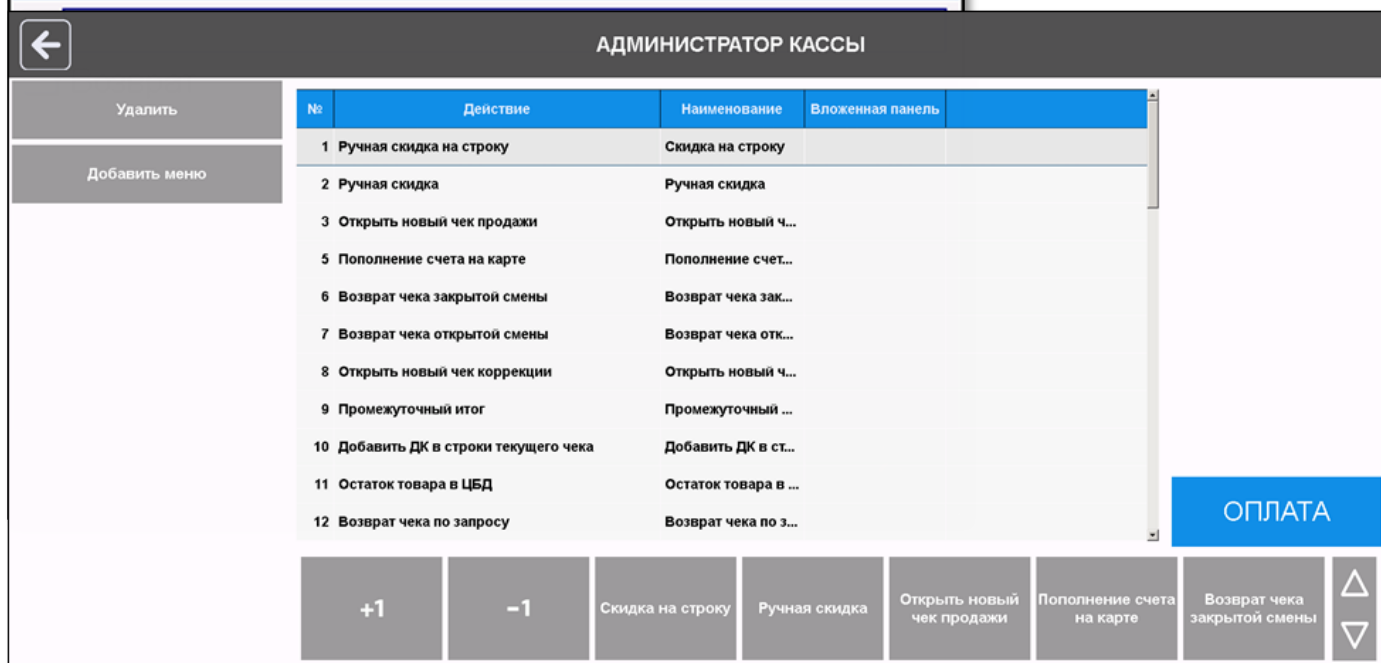 АДМИНИСТРАТОР КАССЫ
Удалить
Добавить меню
№ Действие Наименование Вложенная панель
1 Ручная скидка на строку Скидка на строку
2 Ручная скидка Ручная скидка
3 Открыть новый чек продажи Открыть новый ч...
5 Пополнение счета на карте Пополнение счет...
6 Возврат чека закрытой смены Возврат чека зак...
7 Возврат чека открытой смены Возврат чека отк...
8 Открыть новый чек коррекции Открыть новый ч...
9 Промежуточный итог Промежуточный ...
10 Добавить ДК в строки текущего чека Добавить ДК в ст...
11 Остаток товара в ЦБД Остаток товара в ...
12 Возврат чека по запросу Возврат чека по з...
ОПЛАТА
+1
-1
Скидка на строку
Ручная скидка
Открыть новый
чек продажи
Пополнение счета
на карте
Возврат чека
закрытой смены